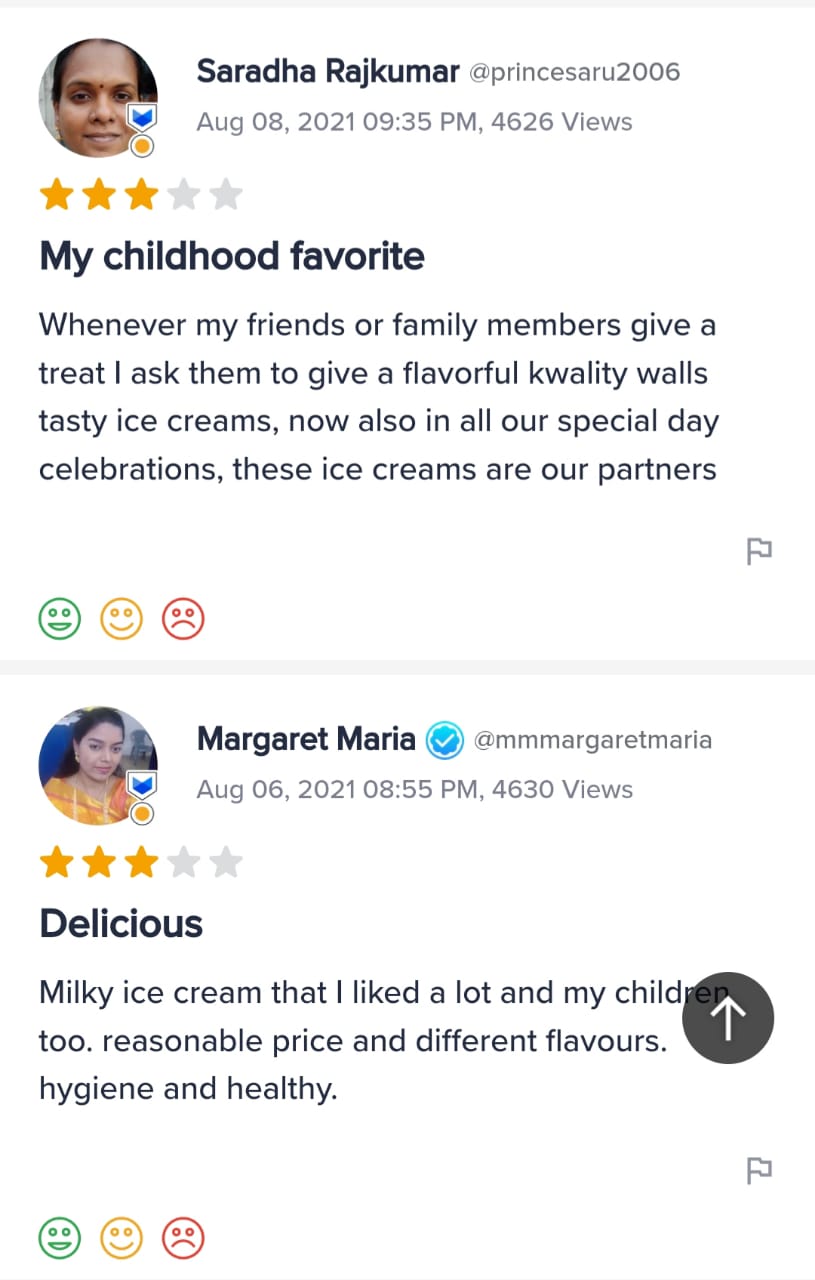 Saradha Rajkumar @princesaru2006
Aug 08, 2021 09:35 PM, 4626 Views
My childhood favorite
Whenever my friends or family members give a
treat I ask them to give a flavorful kwality walls
tasty ice creams, now also in all our special day
celebrations, these ice creams are our partners
Margaret Maria @mmmargaretmaria
Aug 06, 2021 08:55 PM, 4630 Views
Delicious
Milky ice cream that I liked a lot and my children
too. reasonable price and different flavours.
hygiene and healthy.